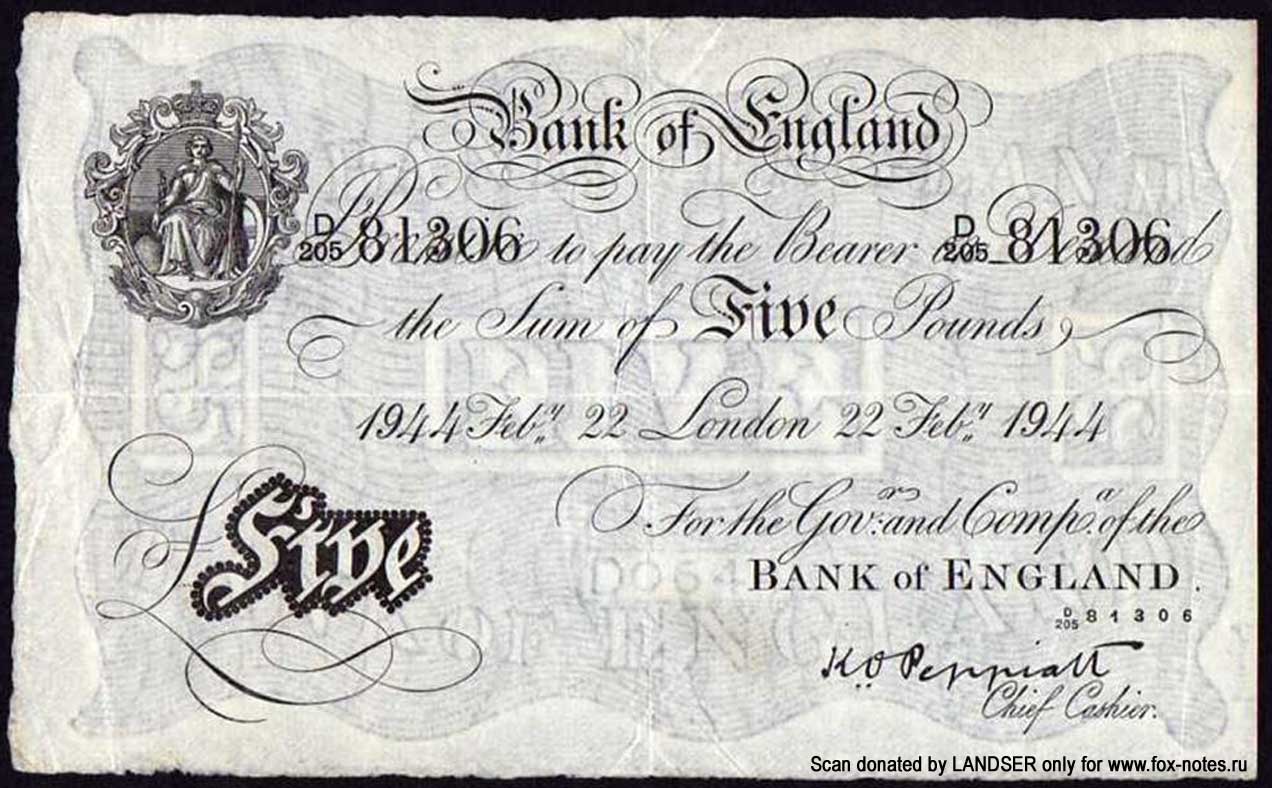 Bank of England
D/205 81306 Promise to pay the Bearer on Demand D/205 81306
the Sum of Five Pounds
1944 Feby 22 London 22 Feby 1944
For the Govr. and Compa. of the
£Five
BANK of ENGLAND.
D/205 81306
K.O. Peppiatt
Chief Cashier.
Scan donated by LANDSER only for www.fox-notes.ru